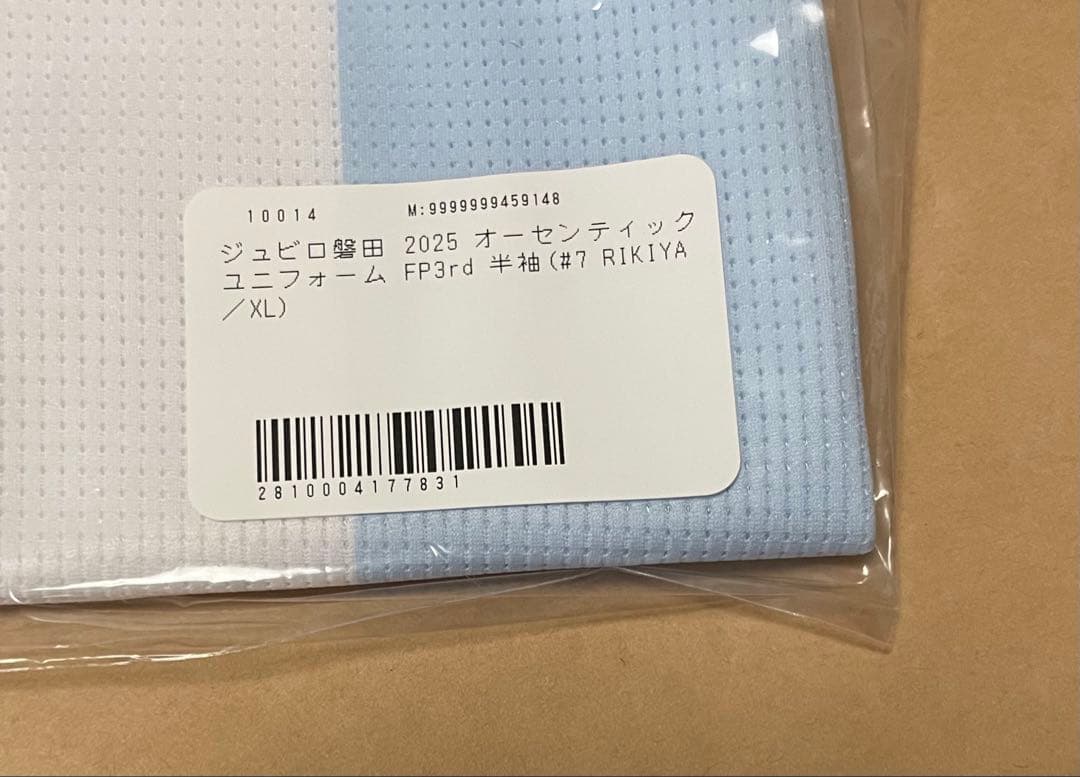 10014 M:9999999459148
ジュビロ磐田 2025 オーセンティック
ユニフォーム FP3rd 半袖(#7 RIKIYA
／XL)
2810004177831